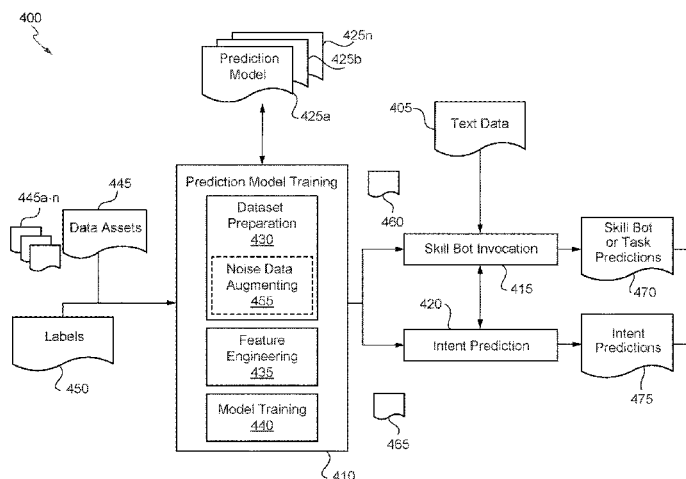 400
425n
425b
Prediction
Model
425a
405
Text Data
445
445a-n
Data Assets
Labels
450
Prediction Model Training
Dataset
Preparation
430
Noise Data
Augmenting
455
Feature
Engineering
435
Model Training
440
410
460
Skill Bot Invocation
415
420
Intent Prediction
465
Skill Bot
or Task
Predictions
470
Intent
Predictions
475